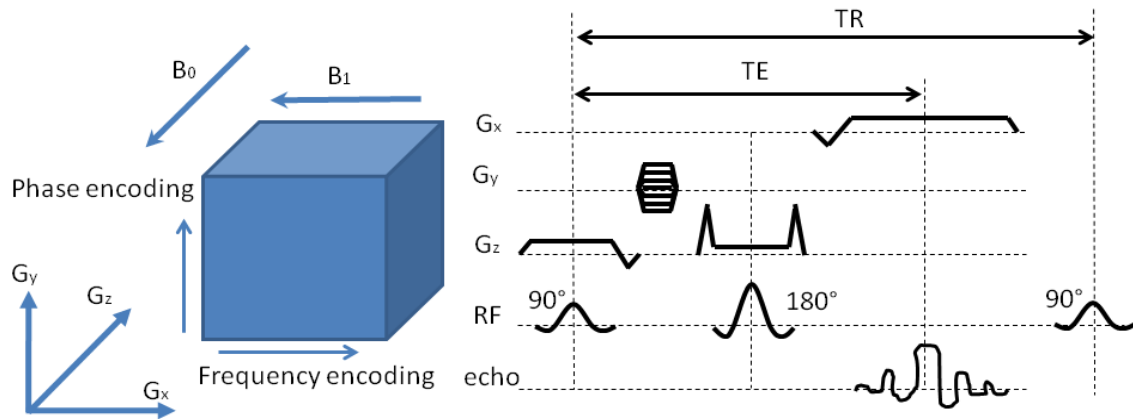 B₀
B₁
Phase encoding
Gy
Gz
Gx
Frequency encoding
TR
TE
Gx
Gy
Gz
RF
90°
180°
90°
echo